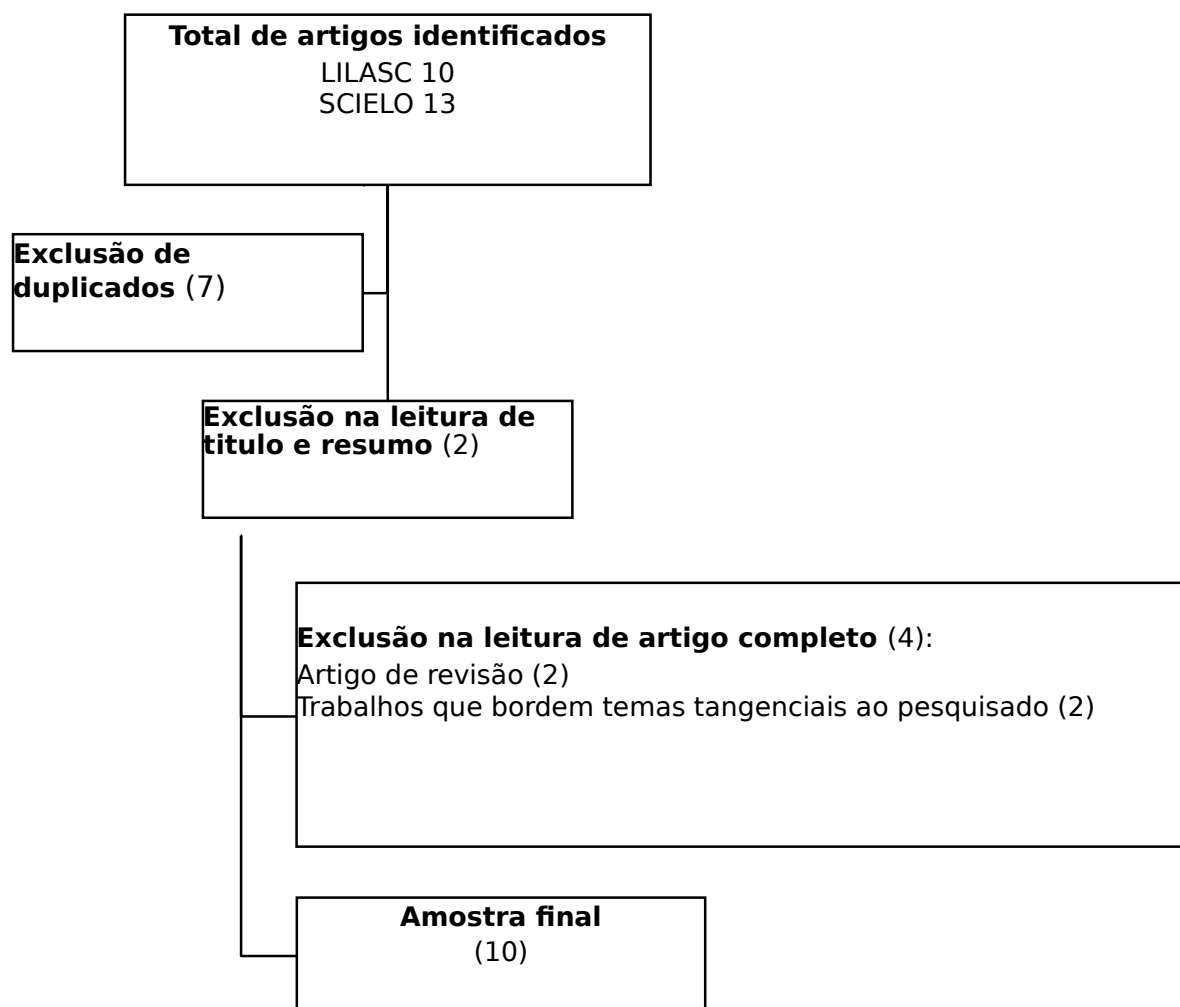 Total de artigos identificados
LILASC 10
SCIELO 13
Exclusão de
duplicados (7)
Exclusão na leitura de
titulo e resumo (2)
Exclusão na leitura de artigo completo (4):
Artigo de revisão (2)
Trabalhos que bordem temas tangenciais ao pesquisado (2)
Amostra final
(10)